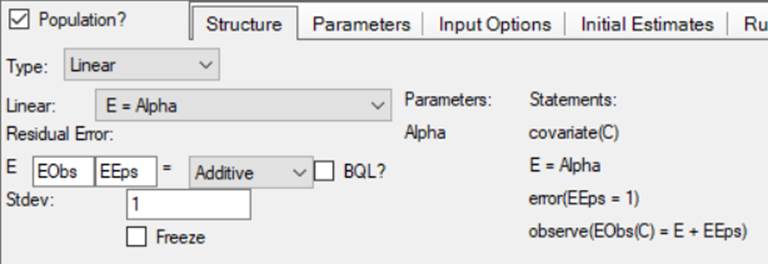 Population?
Structure Parameters Input Options Initial Estimates Ru
Type: Linear
Linear: E = Alpha Parameters: Statements:
Residual Error: Alpha covariate(C)
E EObs EEps = Additive BQL? E = Alpha
Stdev: 1 error(EEps = 1)
Freeze observe(EObs(C) = E + EEps)